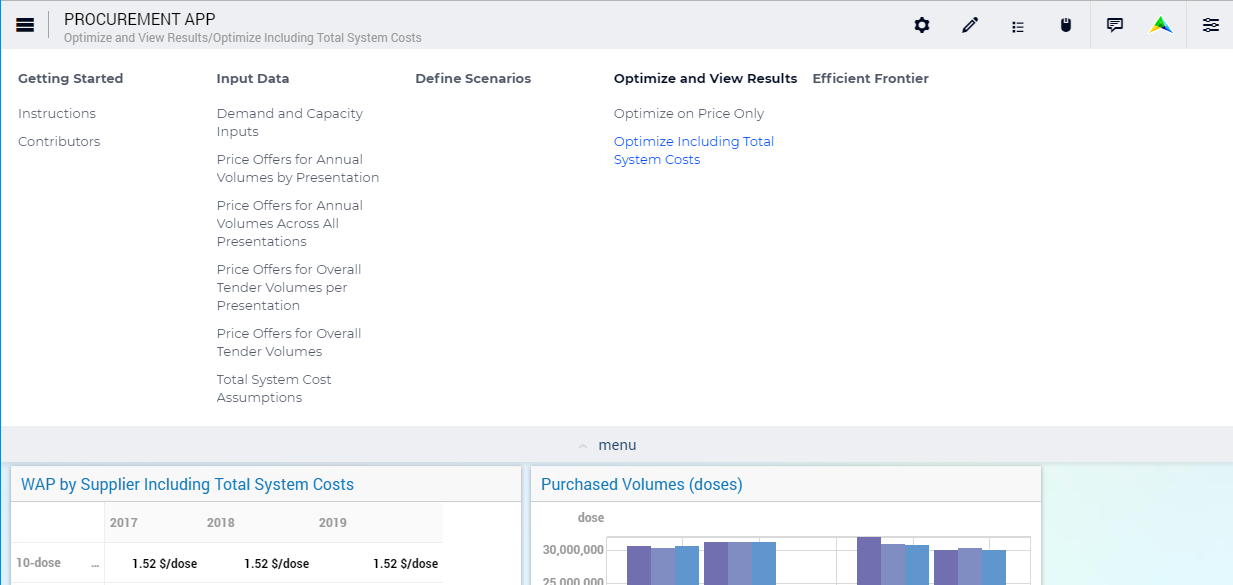 PROCUREMENT APP
Optimize and View Results/Optimize Including Total System Costs
Getting Started
Instructions
Contributors
Input Data
Demand and Capacity
Inputs
Price Offers for Annual
Volumes by Presentation
Price Offers for Annual
Volumes Across All
Presentations
Price Offers for Overall
Tender Volumes per
Presentation
Price Offers for Overall
Tender Volumes
Total System Cost
Assumptions
Define Scenarios
Optimize and View Results
Optimize on Price Only
Optimize Including Total
System Costs
Efficient Frontier
menu
WAP by Supplier Including Total System Costs
2017 2018 2019
10-dose ... 1.52 $/dose 1.52 $/dose 1.52 $/dose
Purchased Volumes (doses)
dose
30,000,000
25,000,000